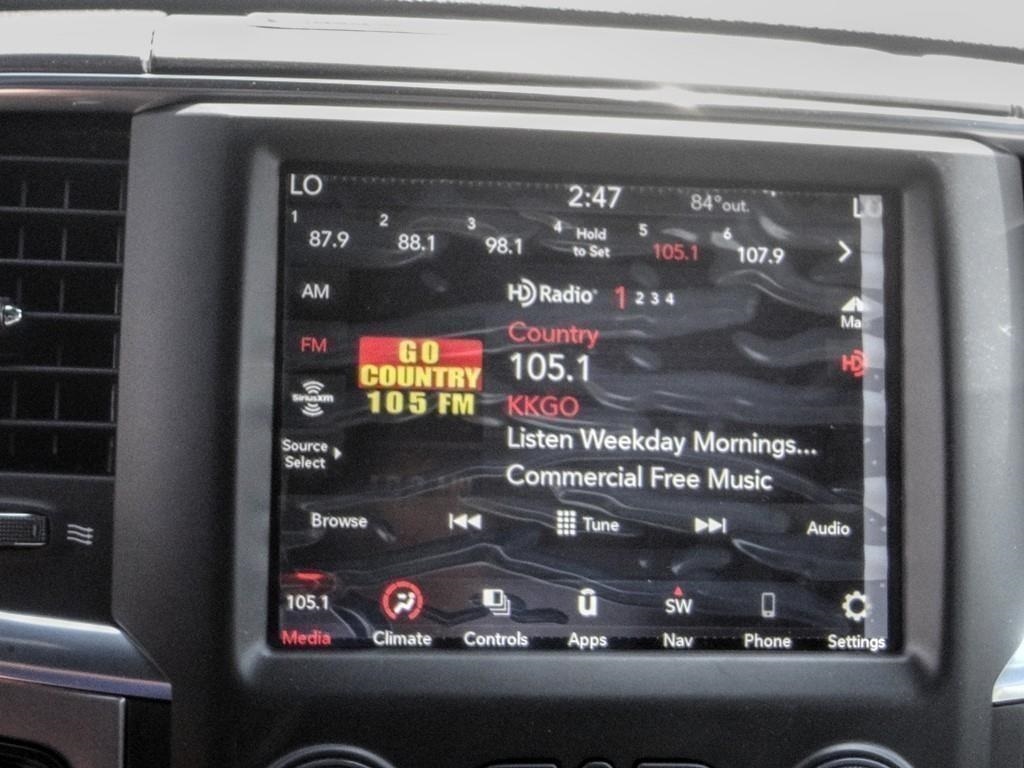 LO 2:47 84°out.
1 87.9 2 88.1 3 98.1 4 Hold to Set 5 105.1 6 107.9
AM
HD Radio 1 2 3 4
FM
Country
GO
COUNTRY
105 FM
105.1
HD
SiriusXM
KKGO
Source
Select
Listen Weekday Mornings...
Commercial Free Music
Browse Tune Audio
105.1 SW
Media Climate Controls Apps Nav Phone Settings